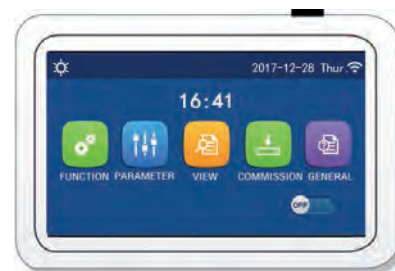 2017-12-28 Thur.
16:41
FUNCTION PARAMETER VIEW COMMISSION GENERAL
OFF